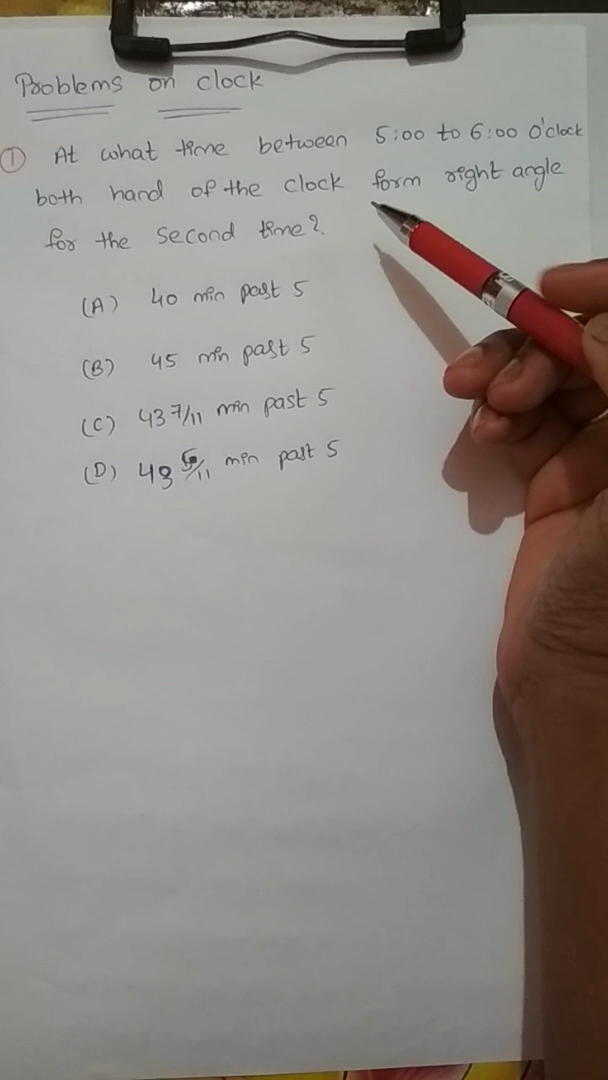 Problems on clock
① At what time between 5:00 to 6:00 O'clock
both hand of the clock form right angle
for the second time?
(A) 40 min past 5
(B) 45 min past 5
(C) 43 7/11 min past 5
(D) 43 5/11 min past 5